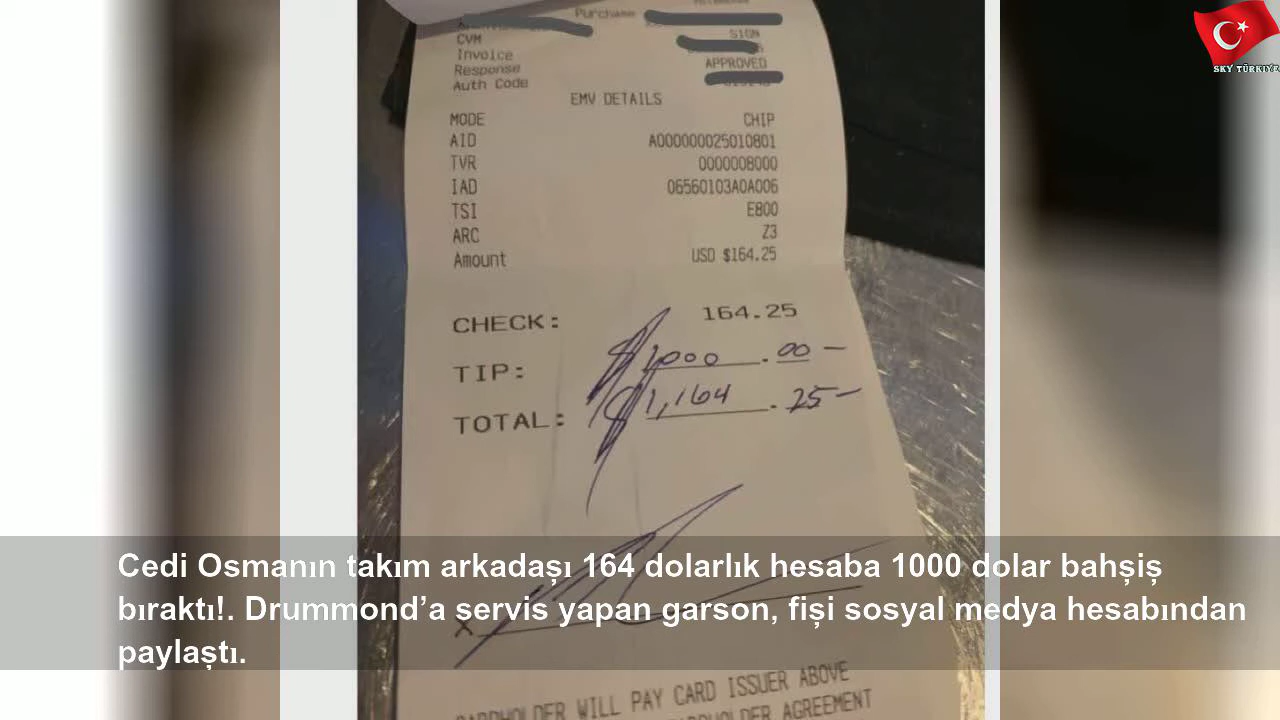 Purchase
CVM SIGN
Invoice
Response APPROVED
Auth Code
EMV DETAILS
MODE CHIP
AID A000000025010801
TVR 0000008000
IAD 06560103A0A006
TSI E800
ARC Z3
Amount USD $164.25
CHECK: 164.25
TIP: $1000.00-
TOTAL: $1,164.25-
X
CARDHOLDER WILL PAY CARD ISSUER ABOVE
CARDHOLDER AGREEMENT
SKY TÜRKIYE
Cedi Osmanın takım arkadaşı 164 dolarlık hesaba 1000 dolar bahşiş
bıraktı!. Drummond’a servis yapan garson, fişi sosyal medya hesabından
paylaştı.